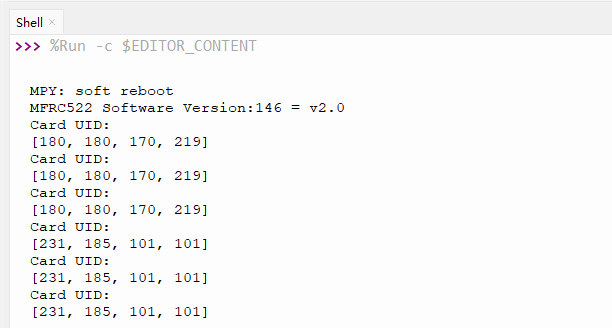 Shell ×
>>> %Run -c $EDITOR_CONTENT
MPY: soft reboot
MFRC522 Software Version:146 = v2.0
Card UID:
[180, 180, 170, 219]
Card UID:
[180, 180, 170, 219]
Card UID:
[180, 180, 170, 219]
Card UID:
[231, 185, 101, 101]
Card UID:
[231, 185, 101, 101]
Card UID:
[231, 185, 101, 101]